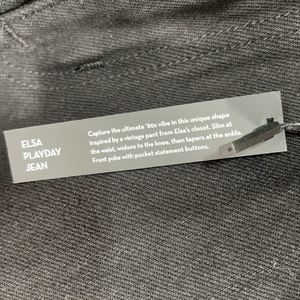 ELSA
PLAYDAY
JEAN
Capture the ultimate '80s vibe in this unique shape
inspired by a vintage pant from Elsa's closet. Slim at
the waist, widens to the knee, then tapers at the ankle.
Front yoke with pocket statement buttons.